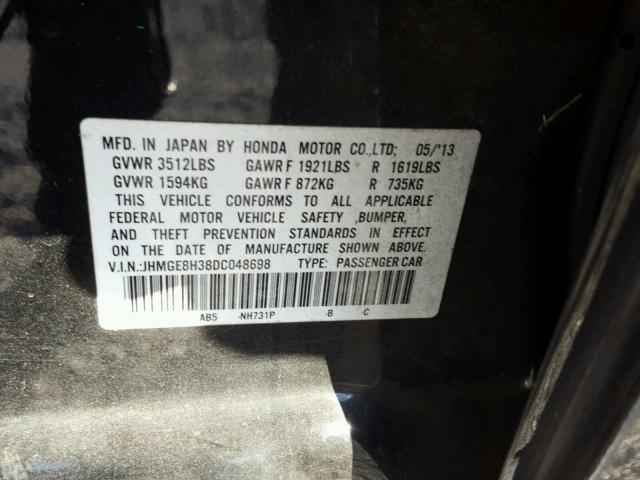 MFD. IN JAPAN BY HONDA MOTOR CO.,LTD; 05/'13
GVWR 3512LBS GAWR F 1921LBS R 1619LBS
GVWR 1594KG GAWR F 872KG R 735KG
THIS VEHICLE CONFORMS TO ALL APPLICABLE
FEDERAL MOTOR VEHICLE SAFETY ,BUMPER,
AND THEFT PREVENTION STANDARDS IN EFFECT
ON THE DATE OF MANUFACTURE SHOWN ABOVE.
V.I.N.:JHMGE8H38DC048698 TYPE: PASSENGER CAR
AB5 -NH731P -B -C